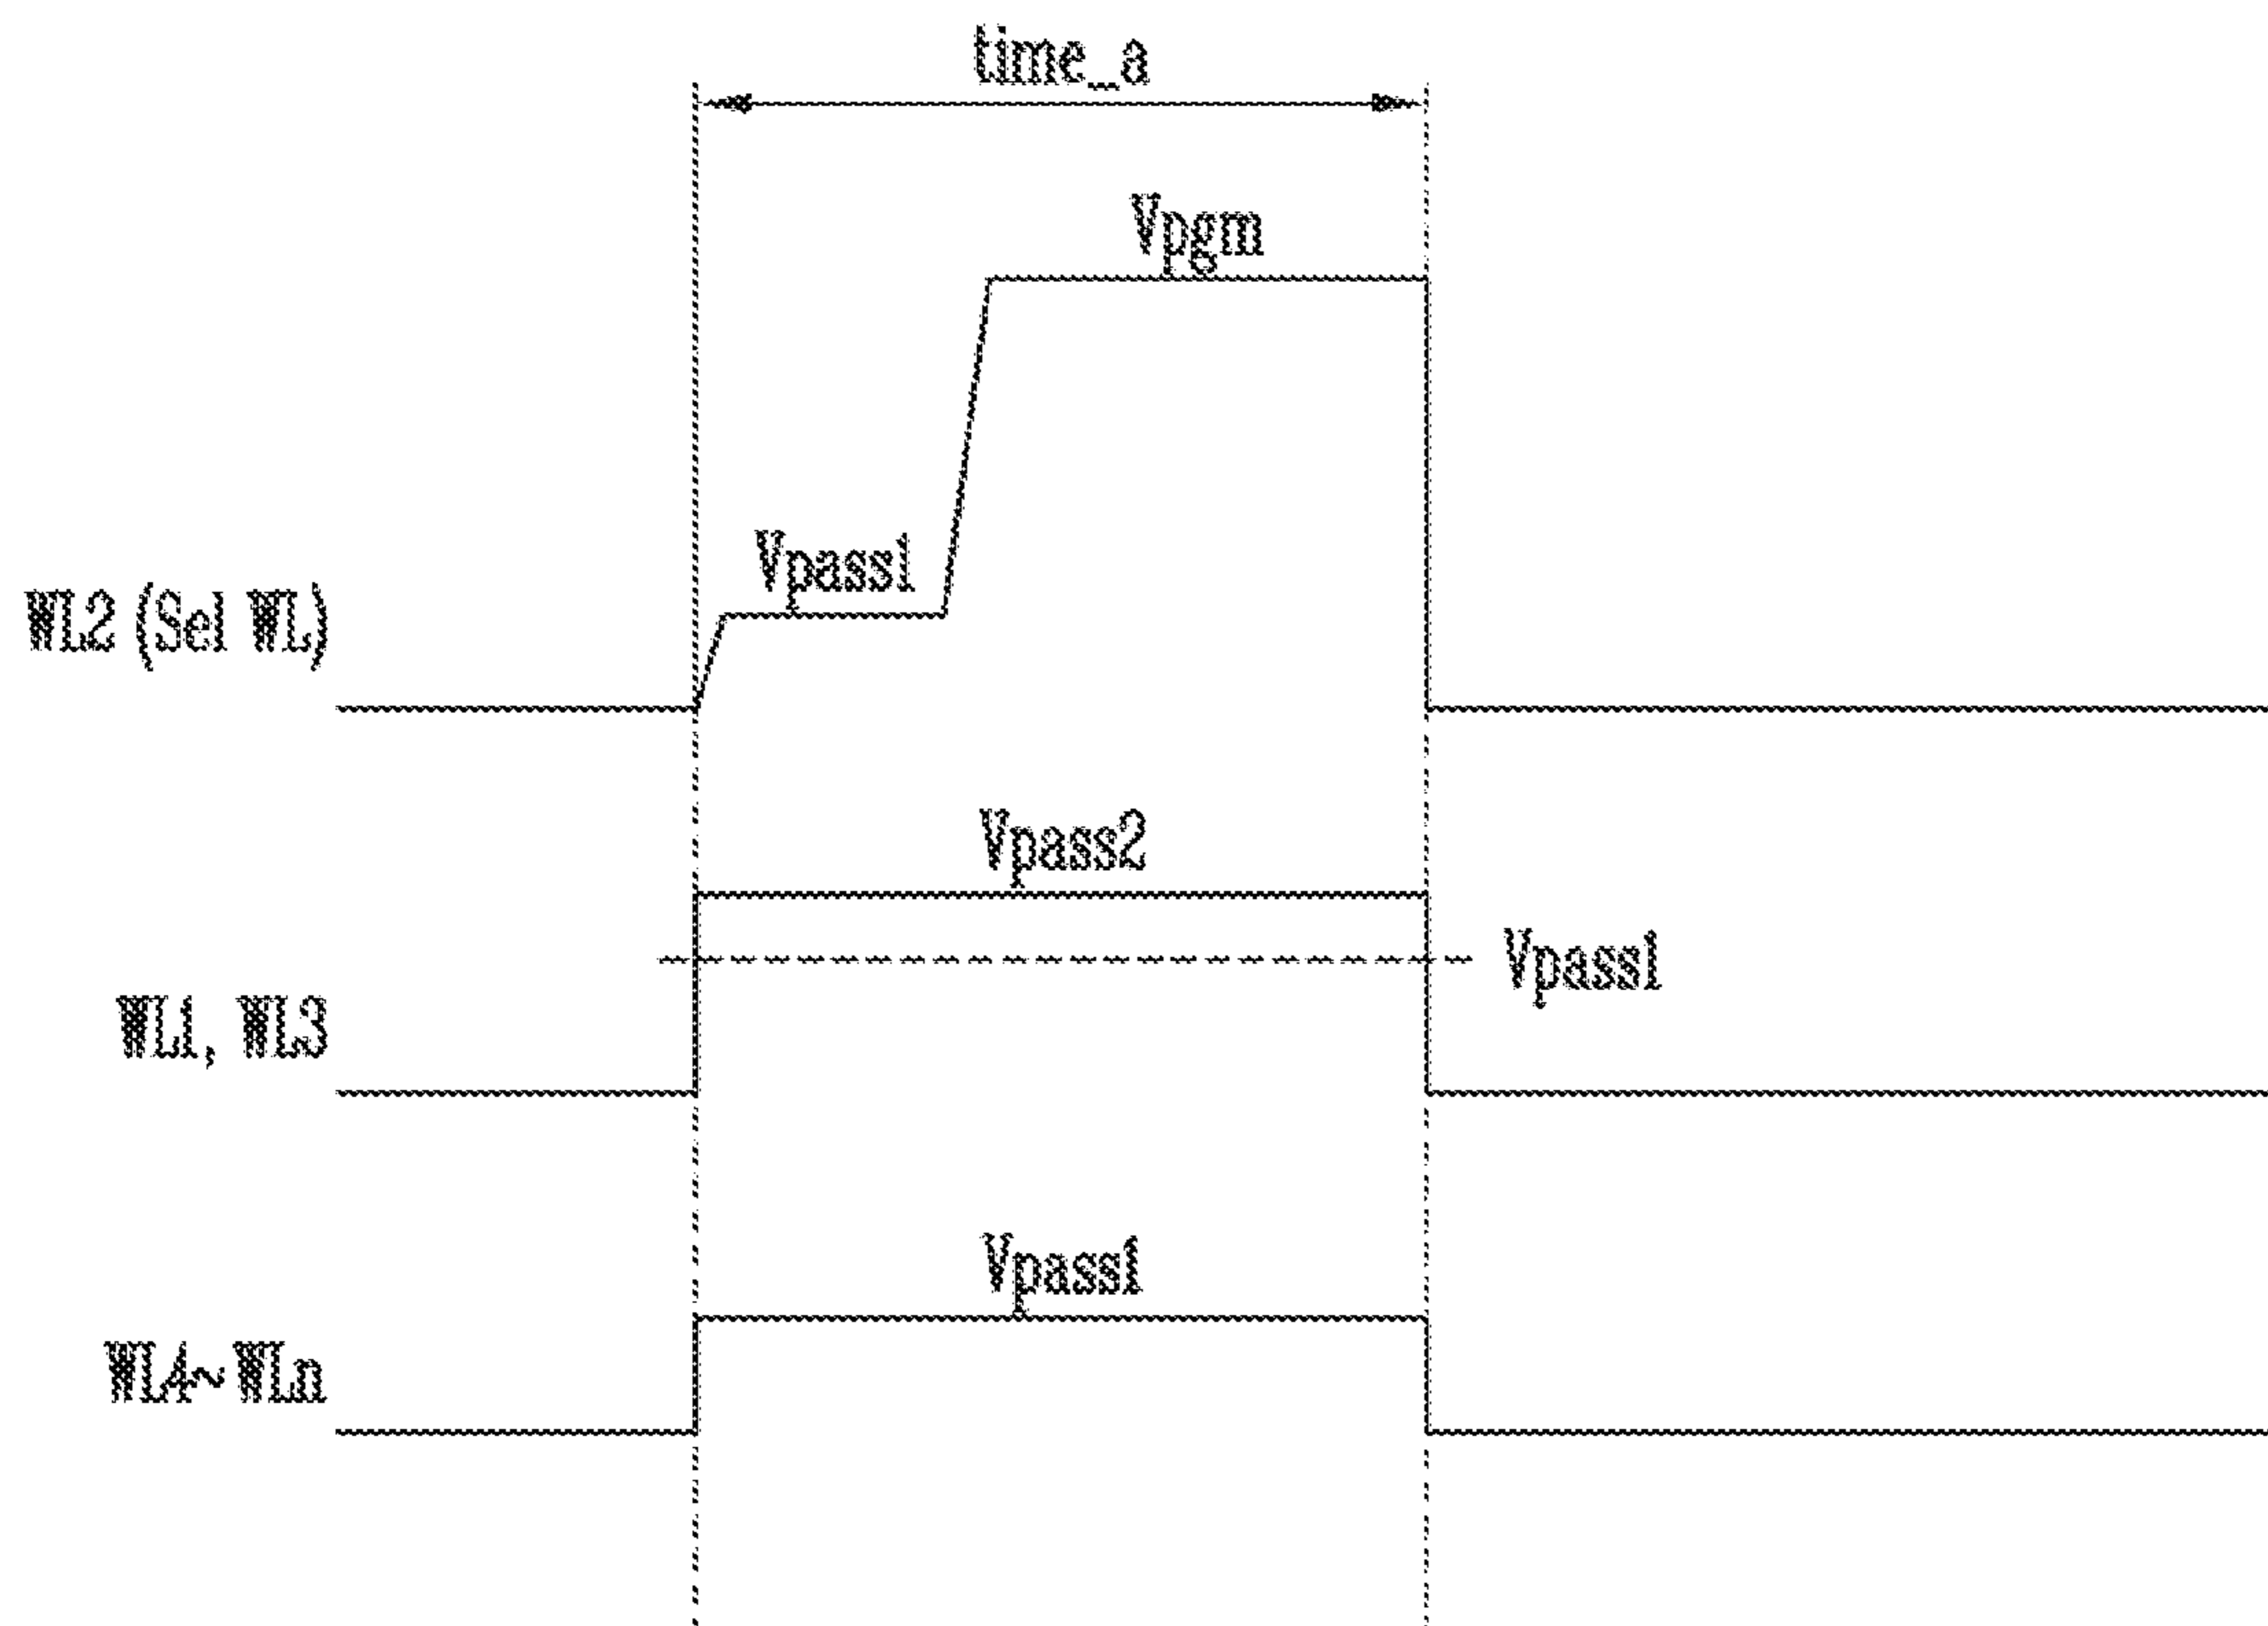 time_a
Vpgm
Vpass1
WL2 (Sel WL)
Vpass2
Vpass1
WL1, WL3
Vpass1
WL4~WLn